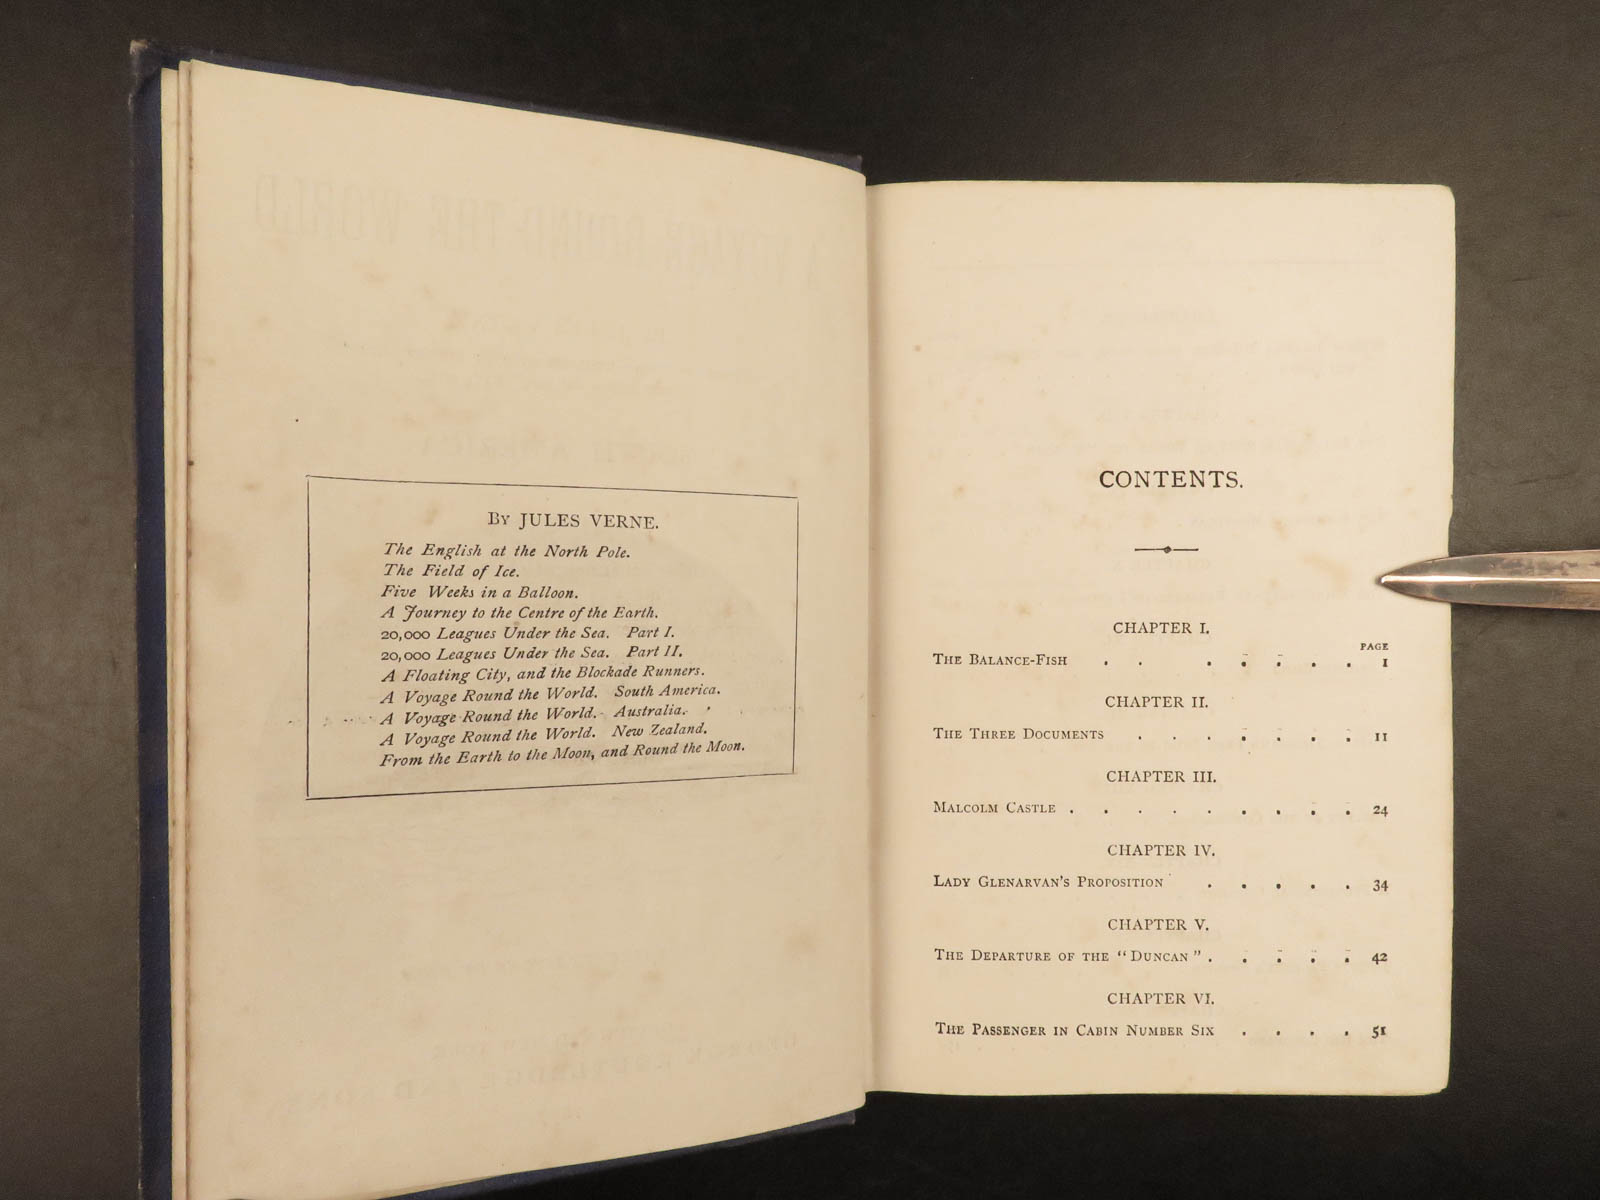 By JULES VERNE.
The English at the North Pole.
The Field of Ice.
Five Weeks in a Balloon.
A Journey to the Centre of the Earth.
20,000 Leagues Under the Sea. Part I.
20,000 Leagues Under the Sea. Part II.
A Floating City, and the Blockade Runners.
A Voyage Round the World. South America.
A Voyage Round the World. Australia.
A Voyage Round the World. New Zealand.
From the Earth to the Moon, and Round the Moon.
CONTENTS.
CHAPTER I.
PAGE
THE BALANCE-FISH . . . . . . . . 1
CHAPTER II.
THE THREE DOCUMENTS . . . . . . . 11
CHAPTER III.
MALCOLM CASTLE . . . . . . . . . 24
CHAPTER IV.
LADY GLENARVAN'S PROPOSITION . . . . . 34
CHAPTER V.
THE DEPARTURE OF THE "DUNCAN" . . . . . 42
CHAPTER VI.
THE PASSENGER IN CABIN NUMBER SIX . . . . 51